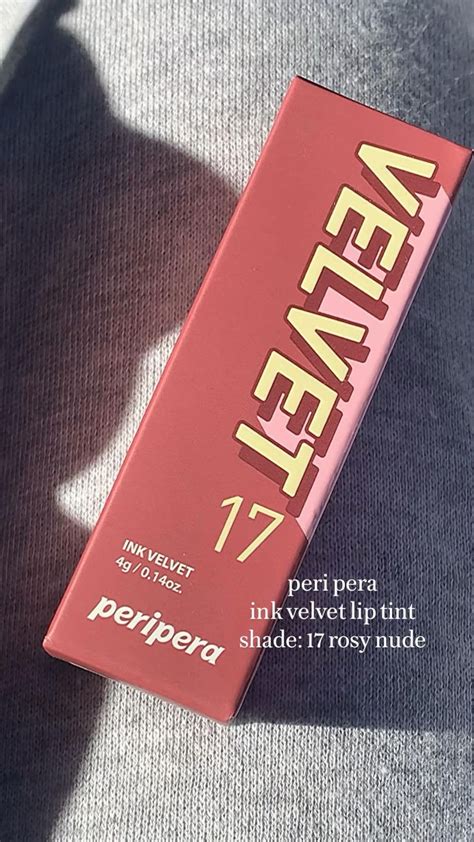 VELVET
17
INK VELVET
4g / 0.14oz.
peripera
peri pera
ink velvet lip tint
shade: 17 rosy nude